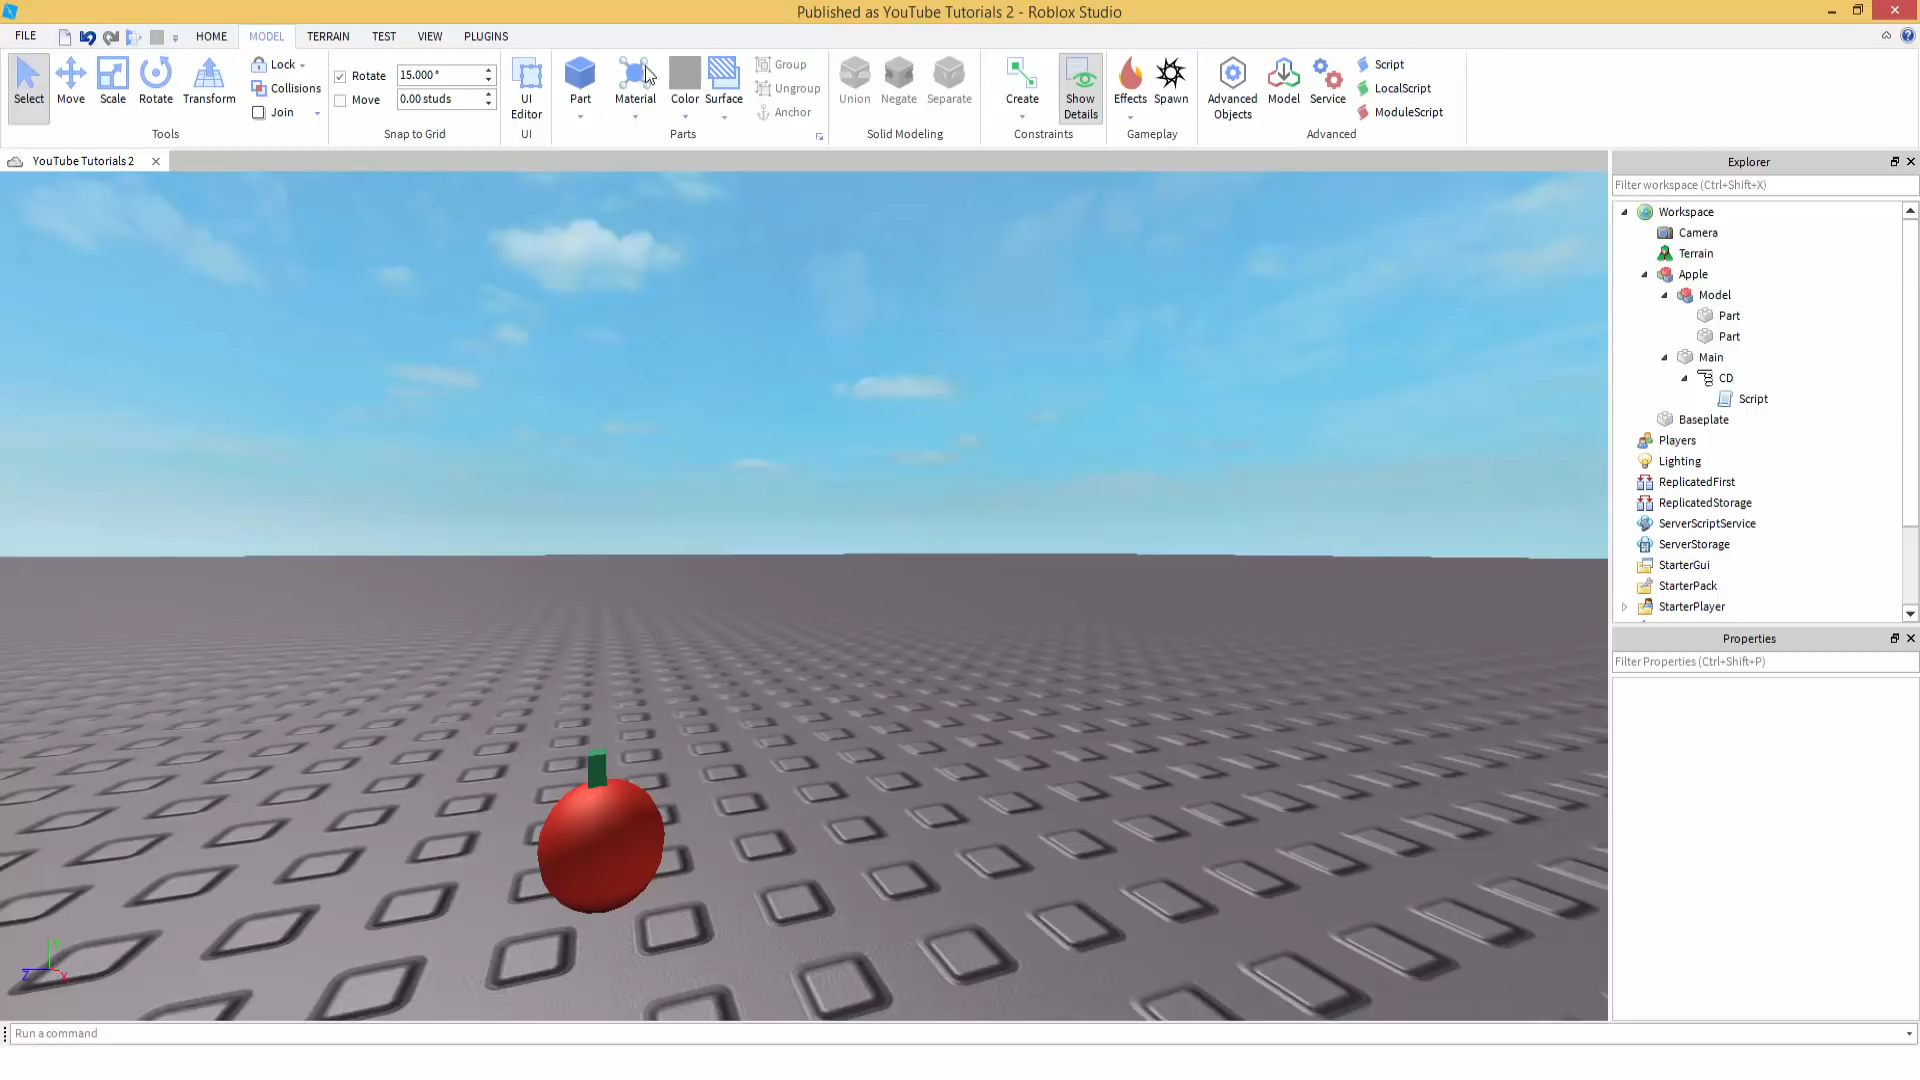 Published as YouTube Tutorials 2 - Roblox Studio
FILE HOME MODEL TERRAIN TEST VIEW PLUGINS
Select Move Scale Rotate Transform
Lock
Collisions
Join
Tools
Rotate 15.000 °
Move 0.00 studs
Snap to Grid
UI Editor
UI
Part Material Color Surface
Group
Ungroup
Anchor
Parts
Union Negate Separate
Solid Modeling
Create Show Details
Constraints
Effects Spawn
Gameplay
Advanced Objects Model Service
Script
LocalScript
ModuleScript
Advanced
YouTube Tutorials 2
Explorer
Filter workspace (Ctrl+Shift+X)
Workspace
Camera
Terrain
Apple
Model
Part
Part
Main
CD
Script
Baseplate
Players
Lighting
ReplicatedFirst
ReplicatedStorage
ServerScriptService
ServerStorage
StarterGui
StarterPack
StarterPlayer
Properties
Filter Properties (Ctrl+Shift+P)
Y
Z X
Run a command